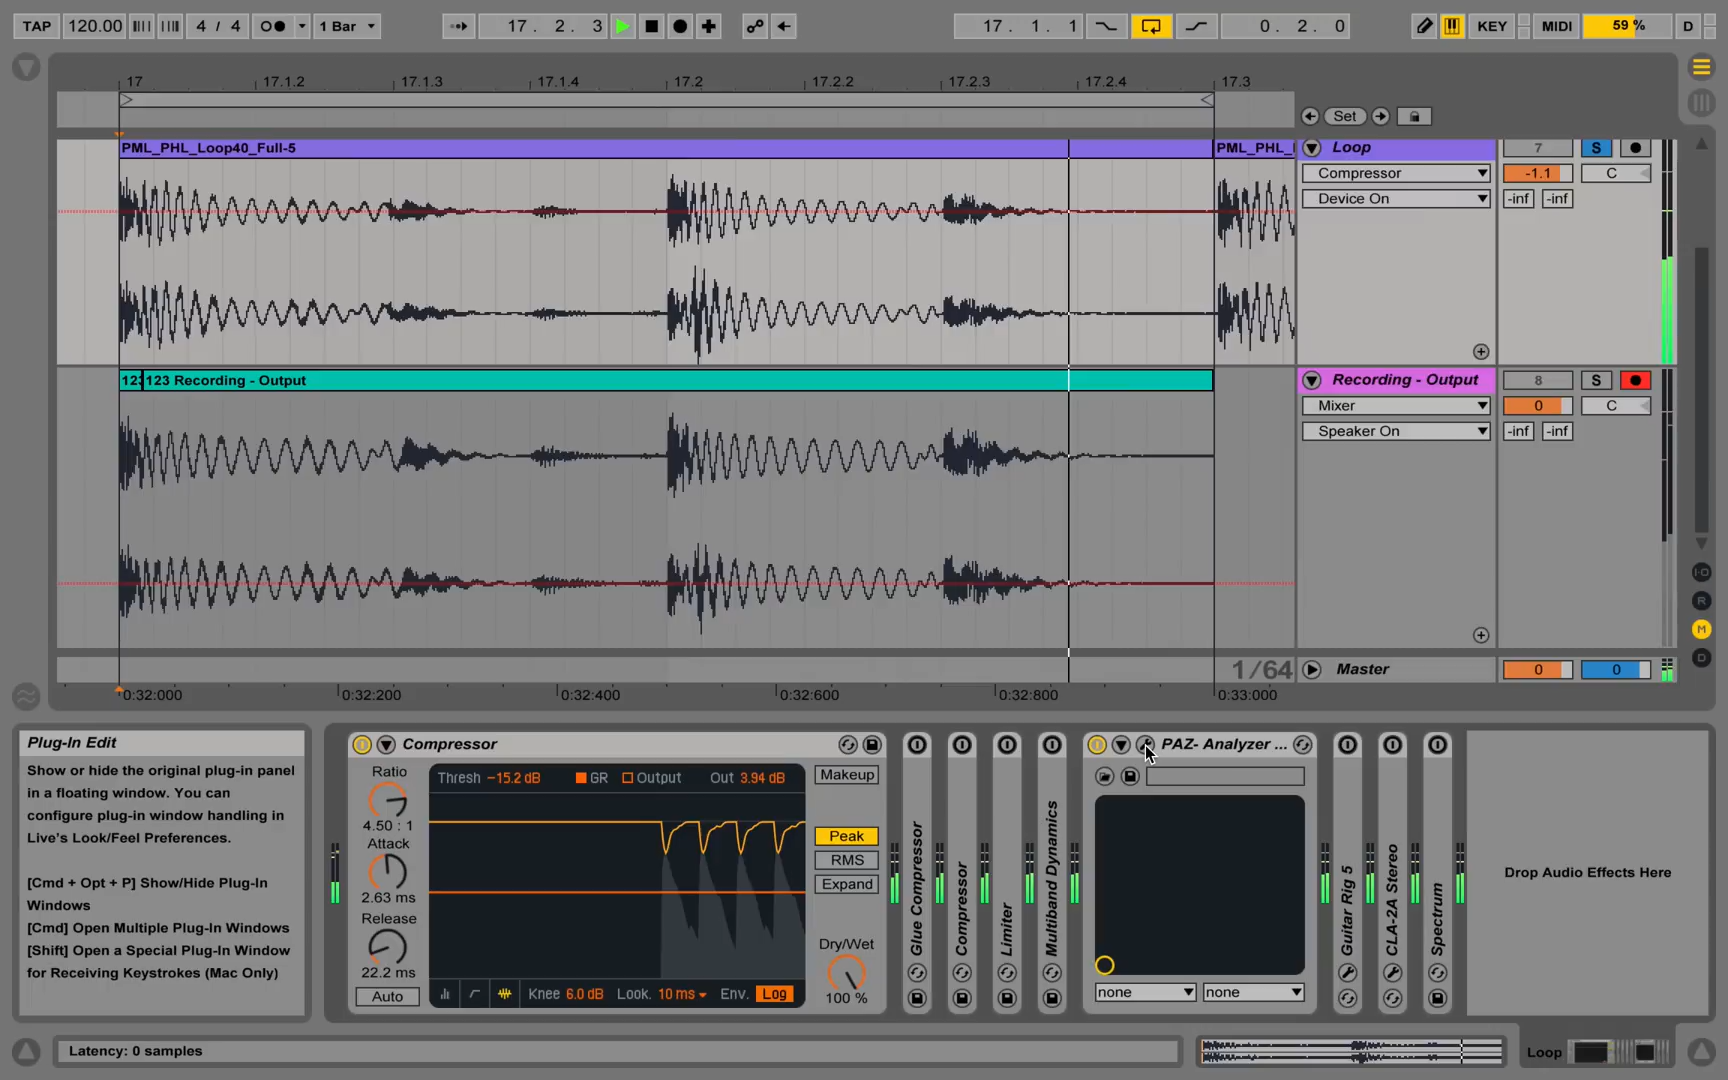 TAP 120.00 4 / 4 1 Bar 17. 2. 3 17. 1. 1 0. 2. 0 KEY MIDI 59 % D
17 17.1.2 17.1.3 17.1.4 17.2 17.2.2 17.2.3 17.2.4 17.3
Set
PML_PHL_Loop40_Full-5 PML_PHL_ Loop 7 S
Compressor -1.1 C
Device On -inf -inf
123 123 Recording - Output Recording - Output 8 S
Mixer 0 C
Speaker On -inf -inf
I-O
R
M
D
1/64 Master 0 0
0:32:000 0:32:200 0:32:400 0:32:600 0:32:800 0:33:000
Plug-In Edit
Show or hide the original plug-in panel
in a floating window. You can
configure plug-in window handling in
Live's Look/Feel Preferences.
[Cmd + Opt + P] Show/Hide Plug-In
Windows
[Cmd] Open Multiple Plug-In Windows
[Shift] Open a Special Plug-In Window
for Receiving Keystrokes (Mac Only)
Compressor
Ratio
4.50 : 1
Attack
2.63 ms
Release
22.2 ms
Auto
Thresh -15.2 dB GR Output Out 3.94 dB
Knee 6.0 dB Look. 10 ms Env. Log
Makeup
Peak
RMS
Expand
Dry/Wet
100 %
Glue Compressor
Compressor
Limiter
Multiband Dynamics
PAZ- Analyzer ...
none none
Guitar Rig 5
CLA-2A Stereo
Spectrum
Drop Audio Effects Here
Latency: 0 samples
Loop